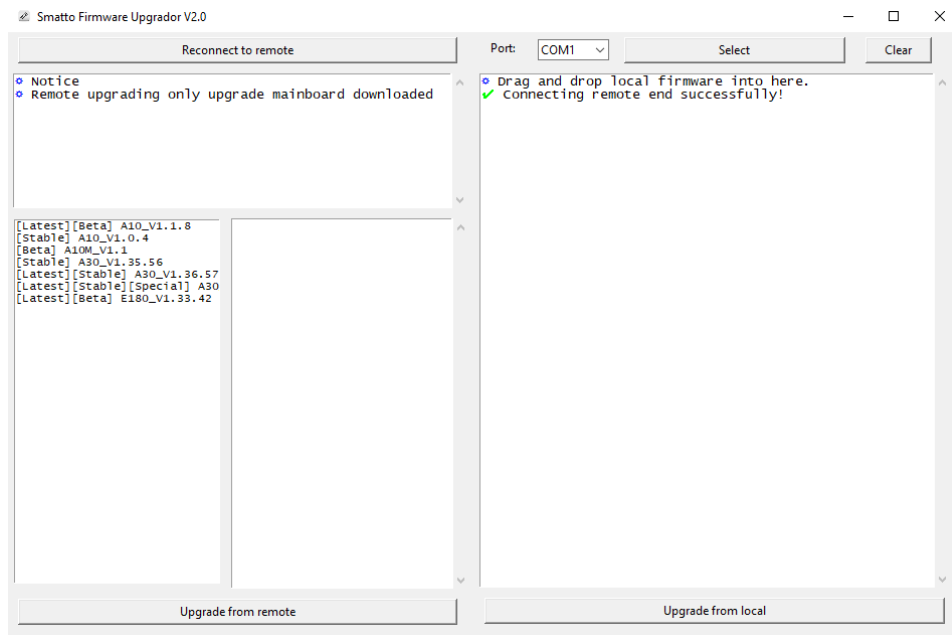 Smatto Firmware Upgrador V2.0
Reconnect to remote
Port: COM1 Select Clear
Notice
Remote upgrading only upgrade mainboard downloaded
Drag and drop local firmware into here.
Connecting remote end successfully!
[Latest][Beta] A10_V1.1.8
[Stable] A10_V1.0.4
[Beta] A10M_V1.1
[Stable] A30_V1.35.56
[Latest][Stable] A30_V1.36.57
[Latest][Stable][Special] A30
[Latest][Beta] E180_V1.33.42
Upgrade from remote
Upgrade from local